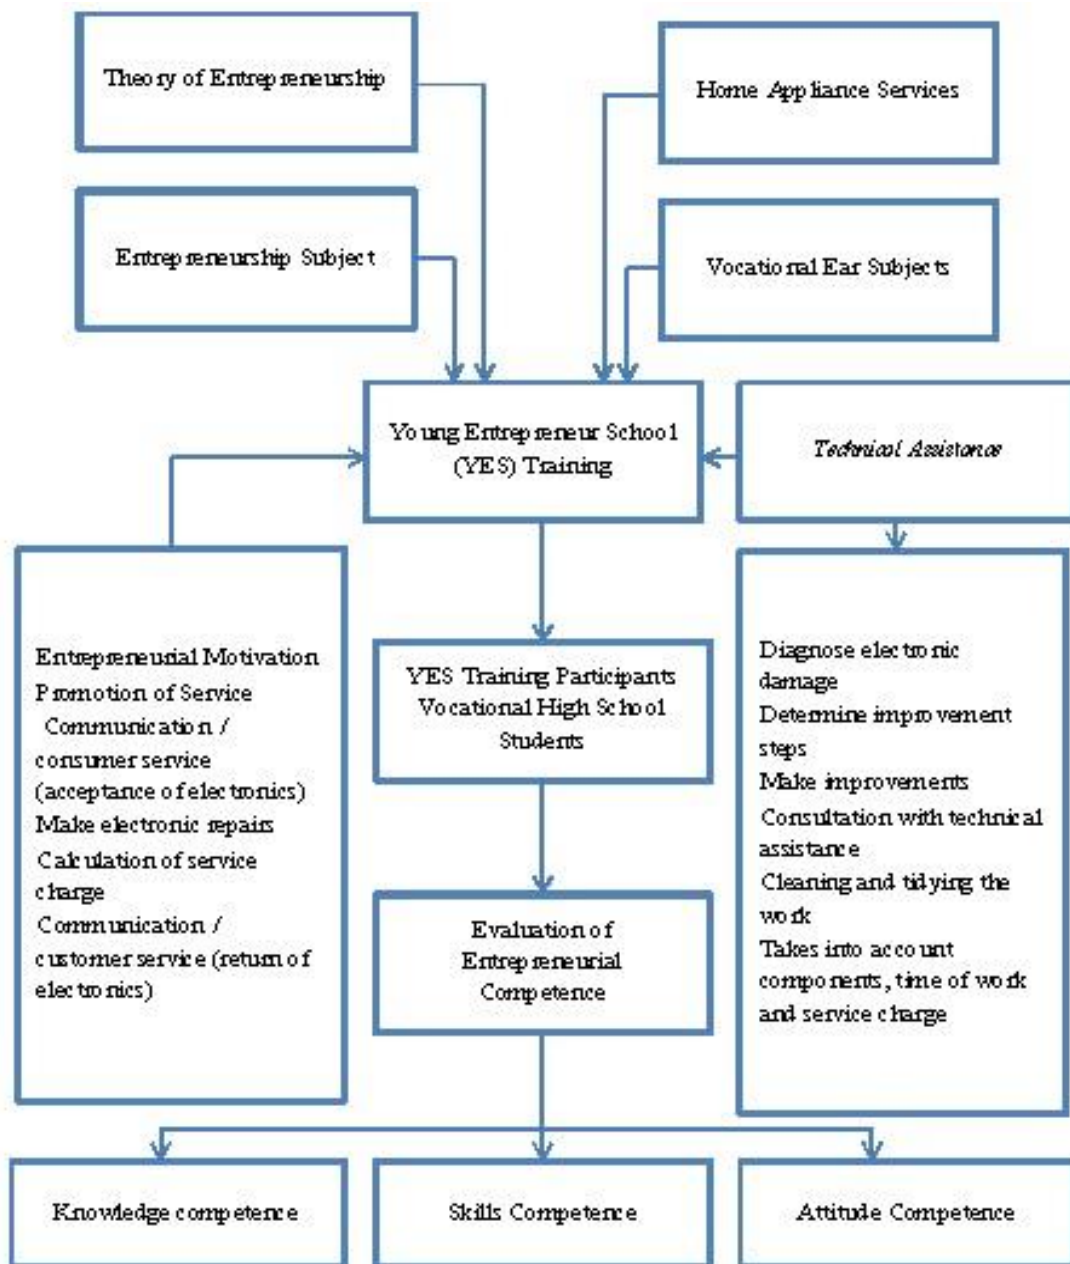 Theory of Entrepreneurship
Home Appliance Services
Entrepreneurship Subject
Vocational Ear Subjects
Young Entrepreneur School
(YES) Training
Technical Assistance
Entrepreneurial Motivation
Promotion of Service
Communication /
consumer service
(acceptance of electronics)
Make electronic repairs
Calculation of service
charge
Communication /
customer service (return of
electronics)
YES Training Participants
Vocational High School
Students
Diagnose electronic
damage
Determine improvement
steps
Make improvements
Consultation with technical
assistance
Cleaning and tidying the
work
Takes into account
components, time of work
and service charge
Evaluation of
Entrepreneurial
Competence
Knowledge competence
Skills Competence
Attitude Competence